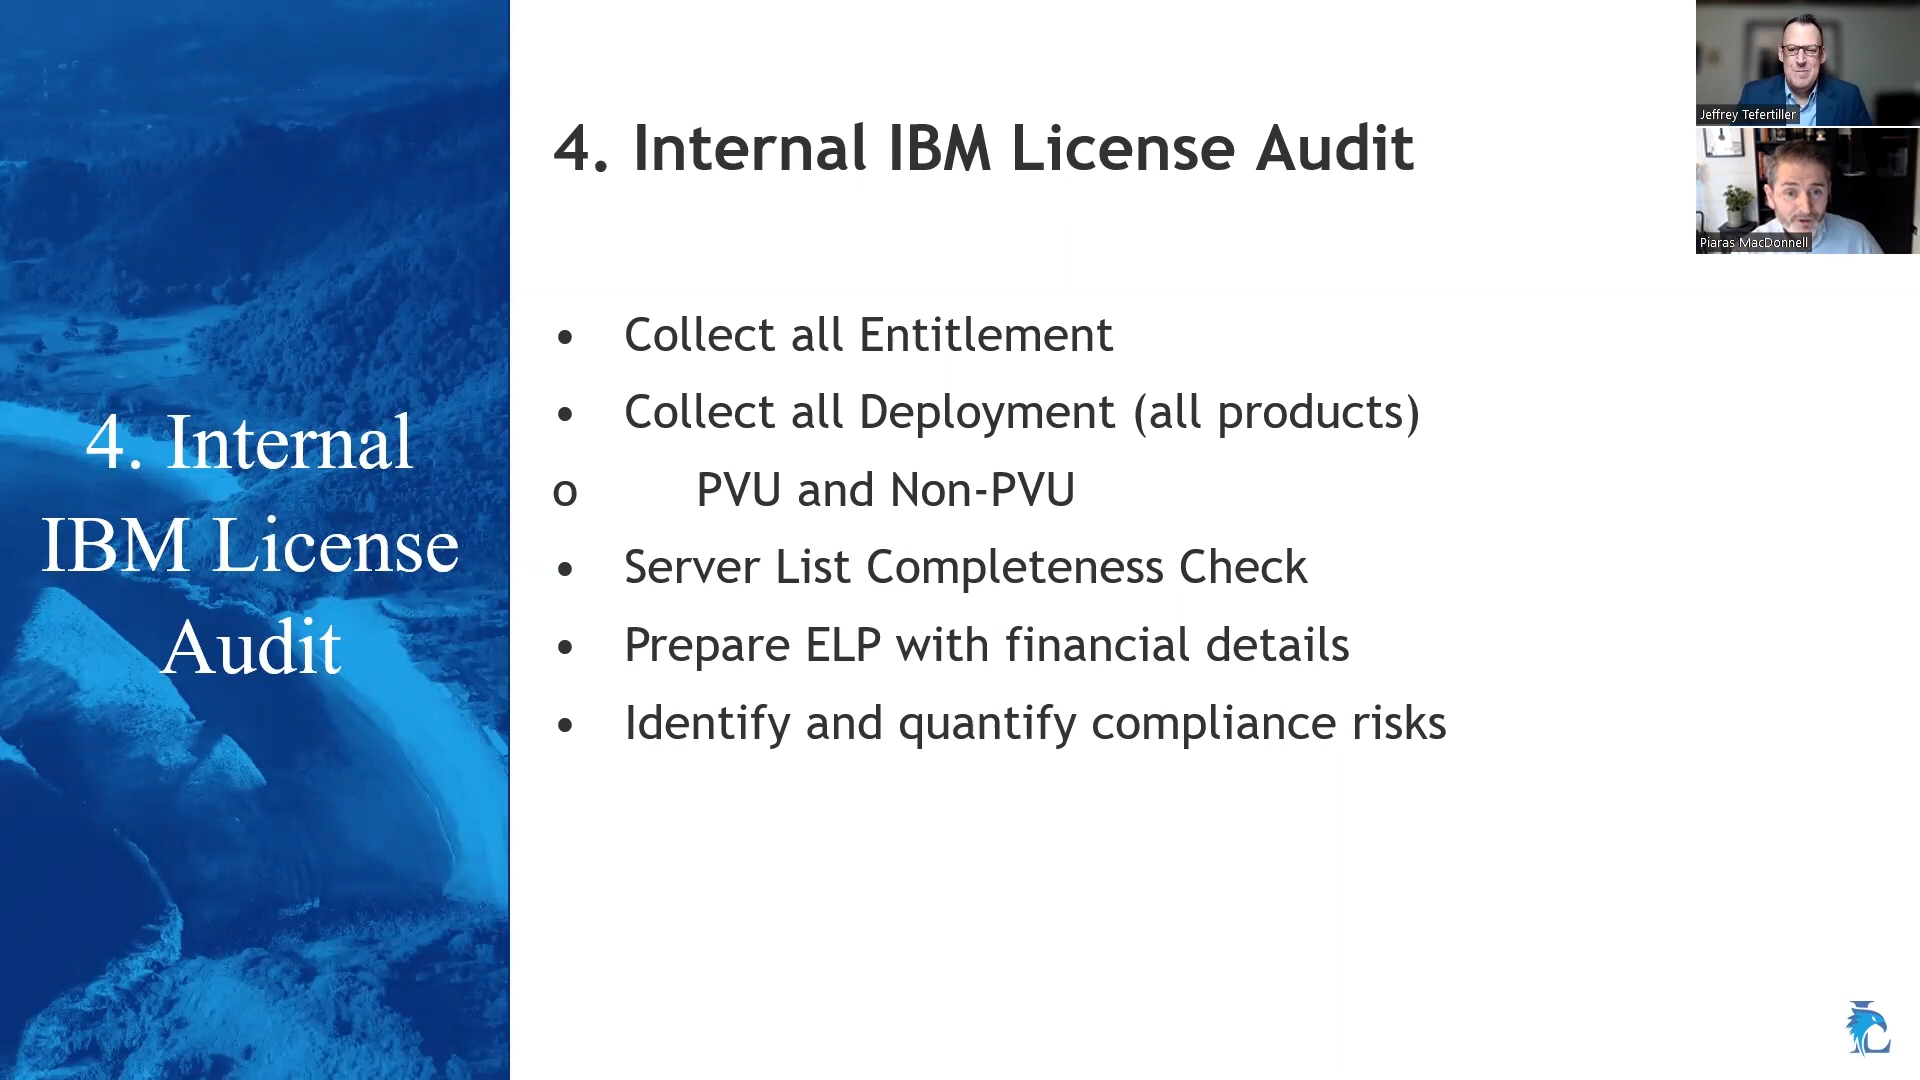 4. Internal
IBM License
Audit
4. Internal IBM License Audit
• Collect all Entitlement
• Collect all Deployment (all products)
o PVU and Non-PVU
• Server List Completeness Check
• Prepare ELP with financial details
• Identify and quantify compliance risks
Jeffrey Tefertiller
Piaras MacDonnell